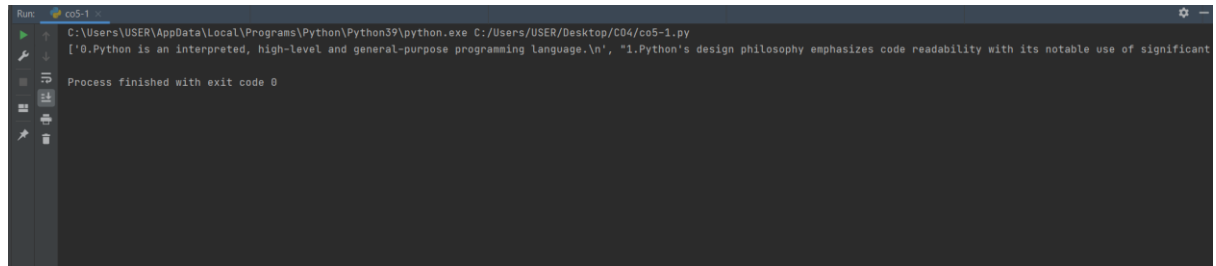 Run: co5-1
C:\Users\USER\AppData\Local\Programs\Python\Python39\python.exe C:/Users/USER/Desktop/CO4/co5-1.py
['0.Python is an interpreted, high-level and general-purpose programming language.\n', "1.Python's design philosophy emphasizes code readability with its notable use of significant
Process finished with exit code 0